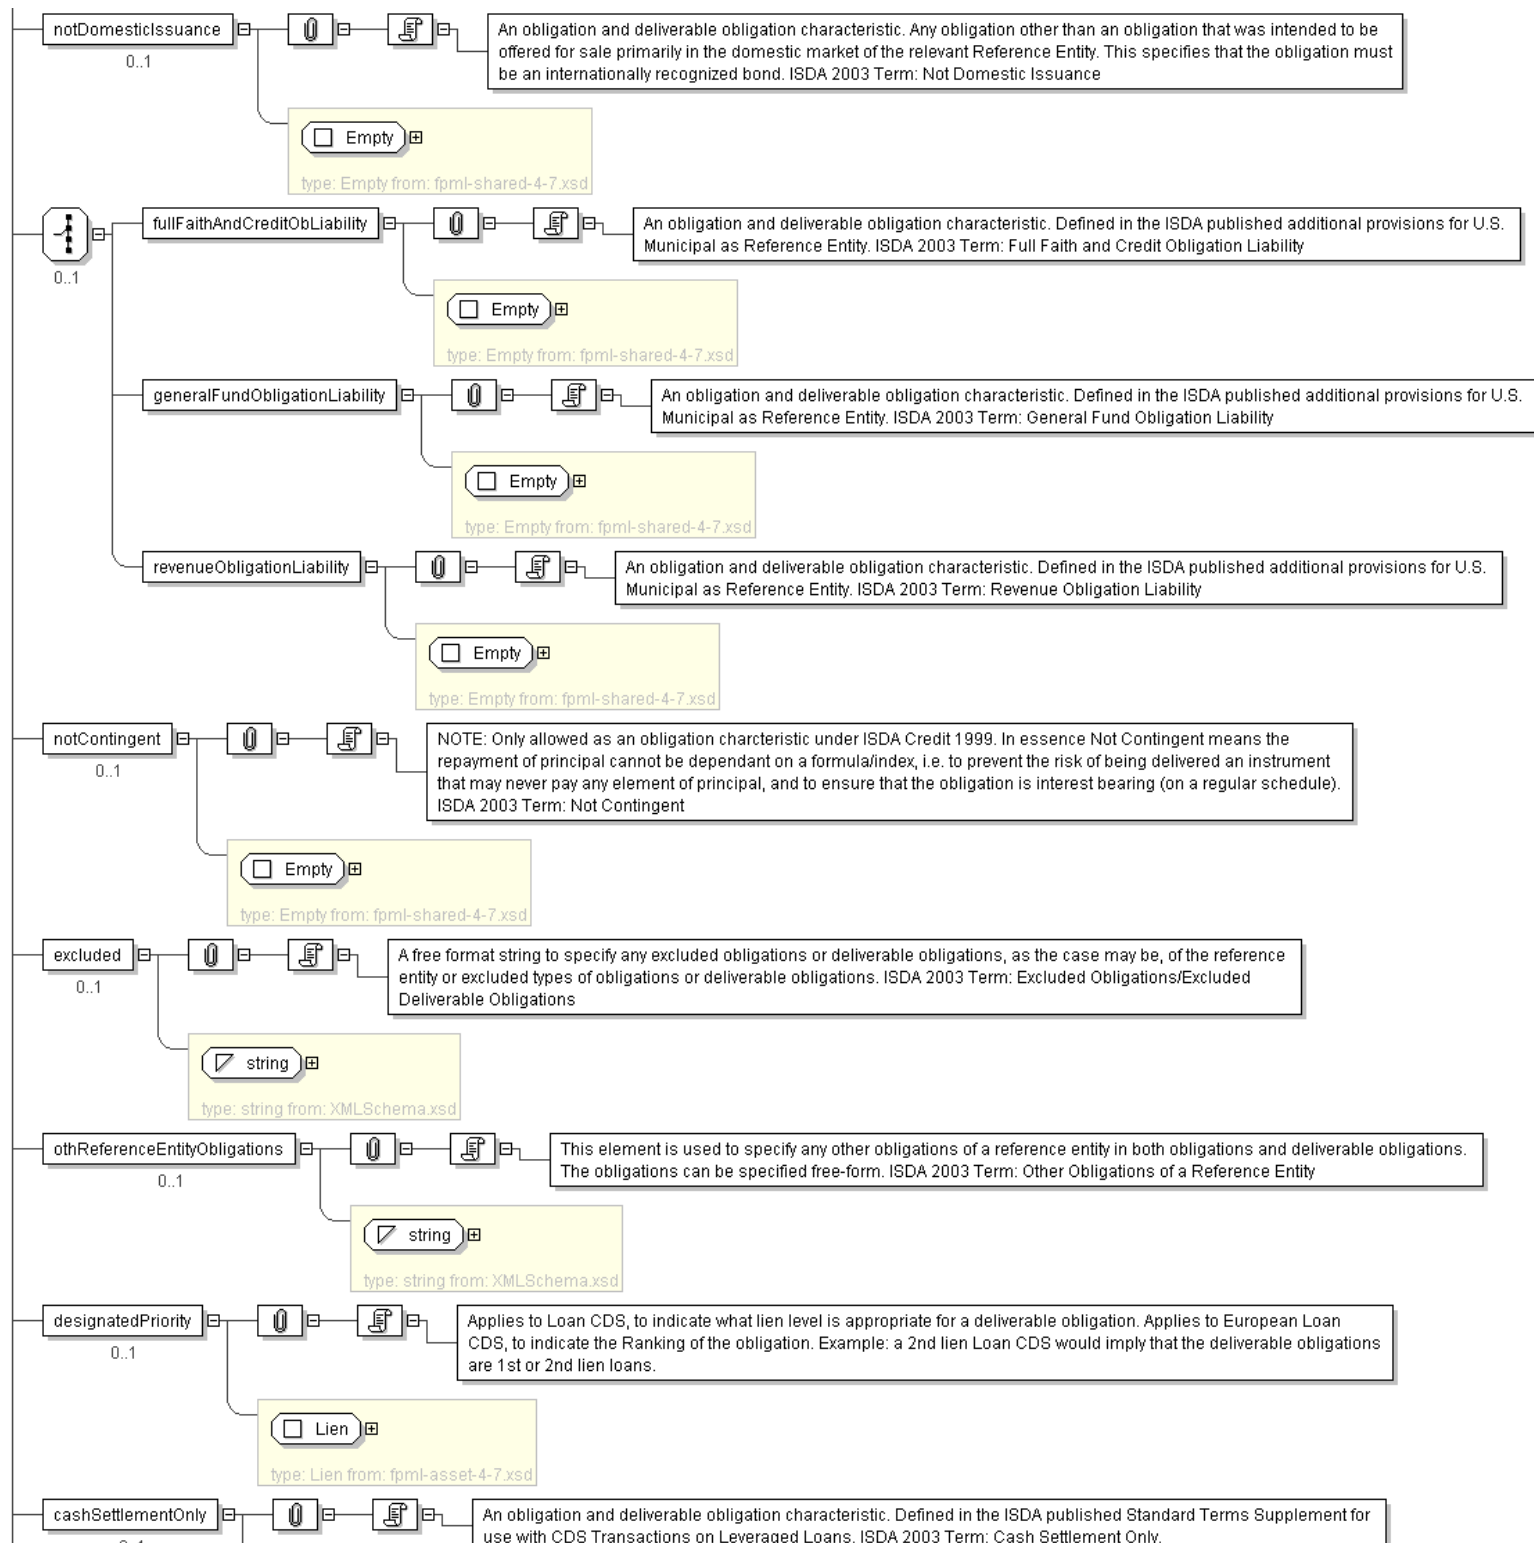 notDomesticIssuance
0..1
An obligation and deliverable obligation characteristic. Any obligation other than an obligation that was intended to be
offered for sale primarily in the domestic market of the relevant Reference Entity. This specifies that the obligation must
be an internationally recognized bond. ISDA 2003 Term: Not Domestic Issuance
Empty
type: Empty from: fpml-shared-4-7.xsd
0..1
fullFaithAndCreditObLiability
An obligation and deliverable obligation characteristic. Defined in the ISDA published additional provisions for U.S.
Municipal as Reference Entity. ISDA 2003 Term: Full Faith and Credit Obligation Liability
Empty
type: Empty from: fpml-shared-4-7.xsd
generalFundObligationLiability
An obligation and deliverable obligation characteristic. Defined in the ISDA published additional provisions for U.S.
Municipal as Reference Entity. ISDA 2003 Term: General Fund Obligation Liability
Empty
type: Empty from: fpml-shared-4-7.xsd
revenueObligationLiability
An obligation and deliverable obligation characteristic. Defined in the ISDA published additional provisions for U.S.
Municipal as Reference Entity. ISDA 2003 Term: Revenue Obligation Liability
Empty
type: Empty from: fpml-shared-4-7.xsd
notContingent
0..1
NOTE: Only allowed as an obligation charcteristic under ISDA Credit 1999. In essence Not Contingent means the
repayment of principal cannot be dependant on a formula/index, i.e. to prevent the risk of being delivered an instrument
that may never pay any element of principal, and to ensure that the obligation is interest bearing (on a regular schedule).
ISDA 2003 Term: Not Contingent
Empty
type: Empty from: fpml-shared-4-7.xsd
excluded
0..1
A free format string to specify any excluded obligations or deliverable obligations, as the case may be, of the reference
entity or excluded types of obligations or deliverable obligations. ISDA 2003 Term: Excluded Obligations/Excluded
Deliverable Obligations
string
type: string from: XMLSchema.xsd
othReferenceEntityObligations
0..1
This element is used to specify any other obligations of a reference entity in both obligations and deliverable obligations.
The obligations can be specified free-form. ISDA 2003 Term: Other Obligations of a Reference Entity
string
type: string from: XMLSchema.xsd
designatedPriority
0..1
Applies to Loan CDS, to indicate what lien level is appropriate for a deliverable obligation. Applies to European Loan
CDS, to indicate the Ranking of the obligation. Example: a 2nd lien Loan CDS would imply that the deliverable obligations
are 1st or 2nd lien loans.
Lien
type: Lien from: fpml-asset-4-7.xsd
cashSettlementOnly
0..1
An obligation and deliverable obligation characteristic. Defined in the ISDA published Standard Terms Supplement for
use with CDS Transactions on Leveraged Loans. ISDA 2003 Term: Cash Settlement Only.